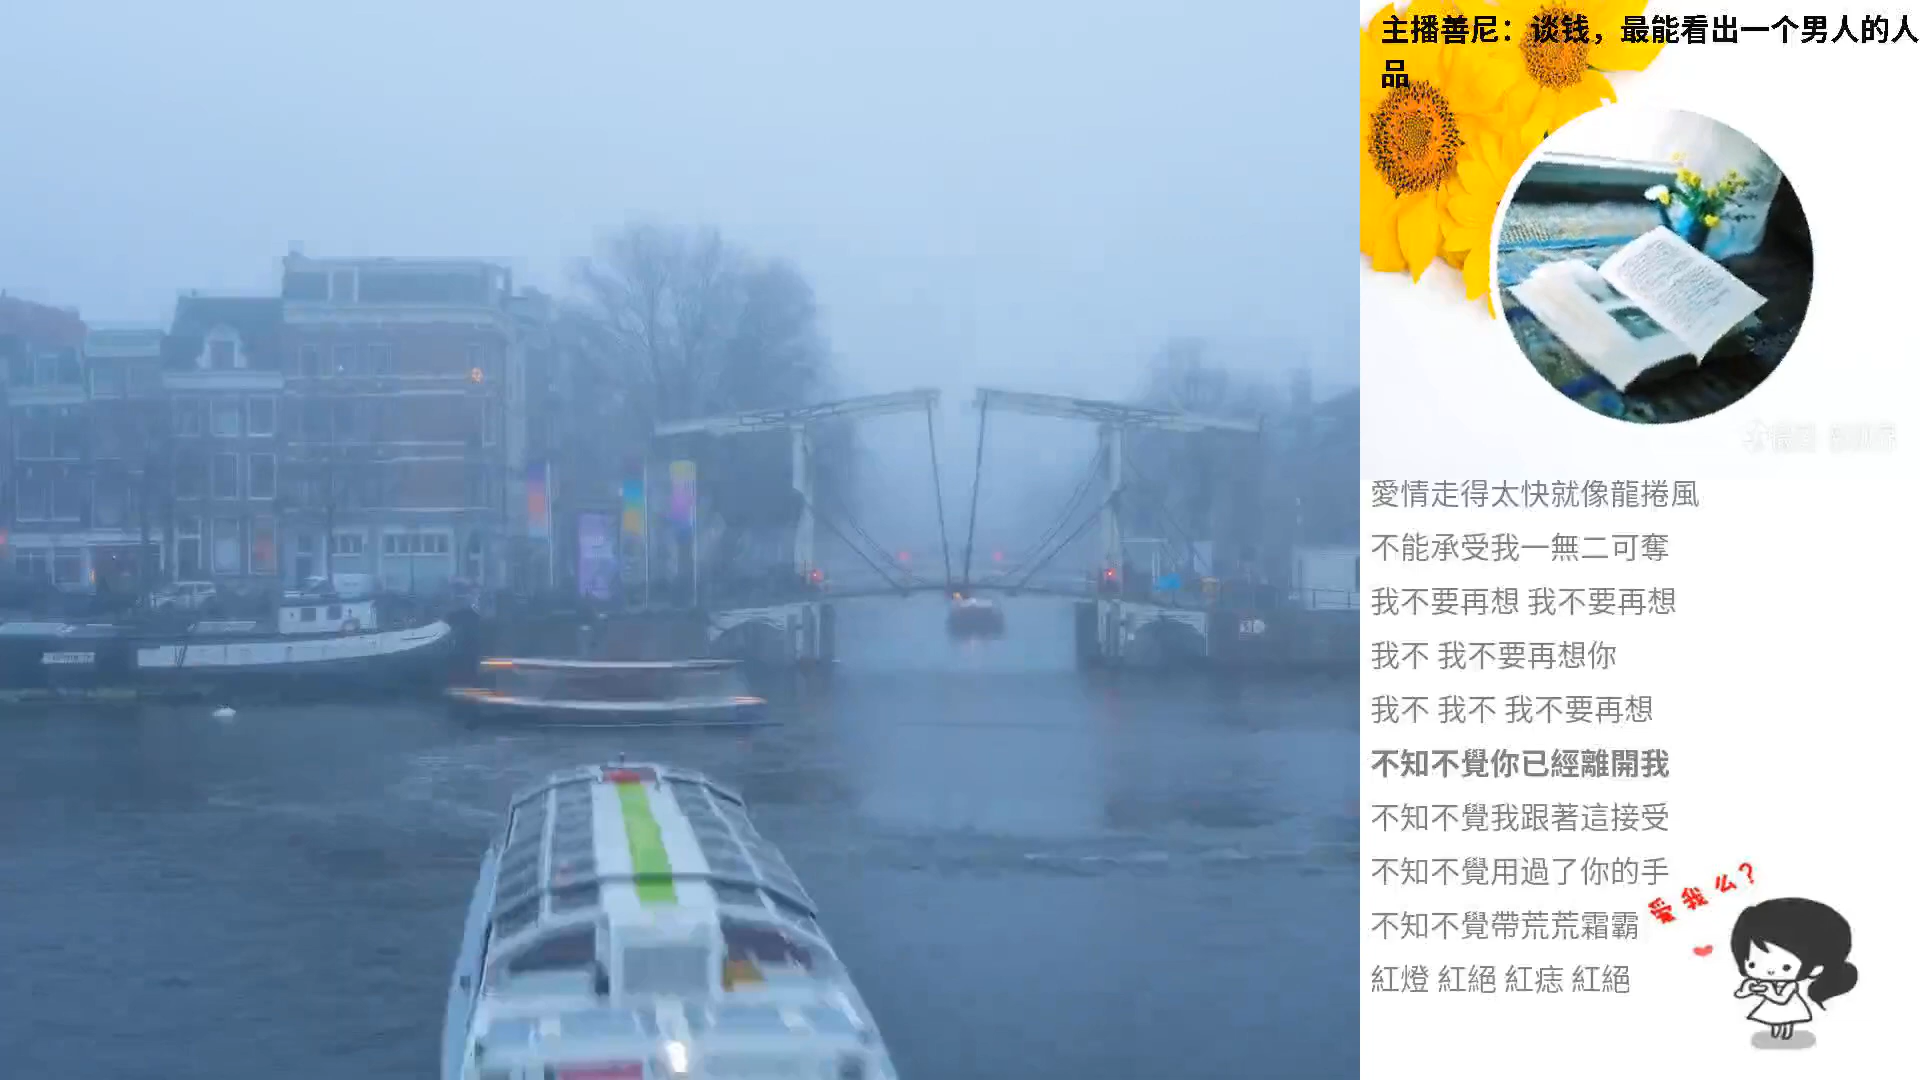 主播善尼：谈钱，最能看出一个男人的人
品
愛情走得太快就像龍捲風
不能承受我一無二可奪
我不要再想 我不要再想
我不 我不要再想你
我不 我不 我不要再想
不知不覺你已經離開我
不知不覺我跟著這接受
不知不覺用過了你的手
不知不覺帶荒荒霜霸
紅燈 紅絕 紅痣 紅絕
爱我么？